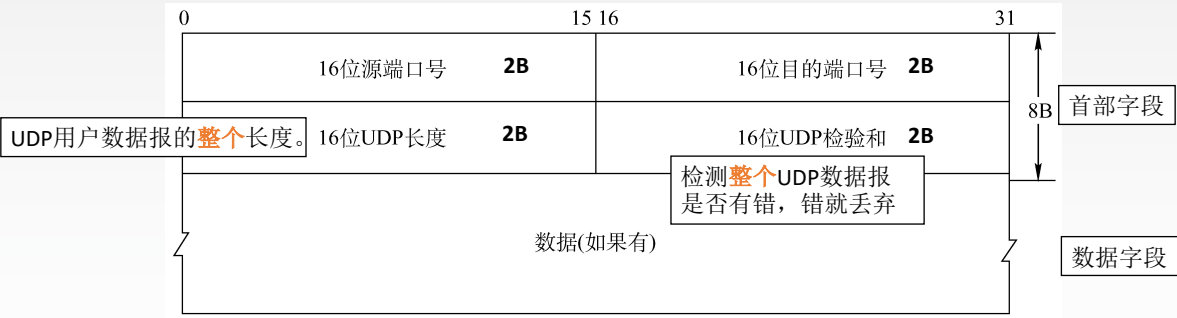 0 15 16 31
16位源端口号 2B 16位目的端口号 2B
8B 首部字段
UDP用户数据报的整个长度。 16位UDP长度 2B 16位UDP检验和 2B
检测整个UDP数据报
是否有错，错就丢弃
数据(如果有)
数据字段